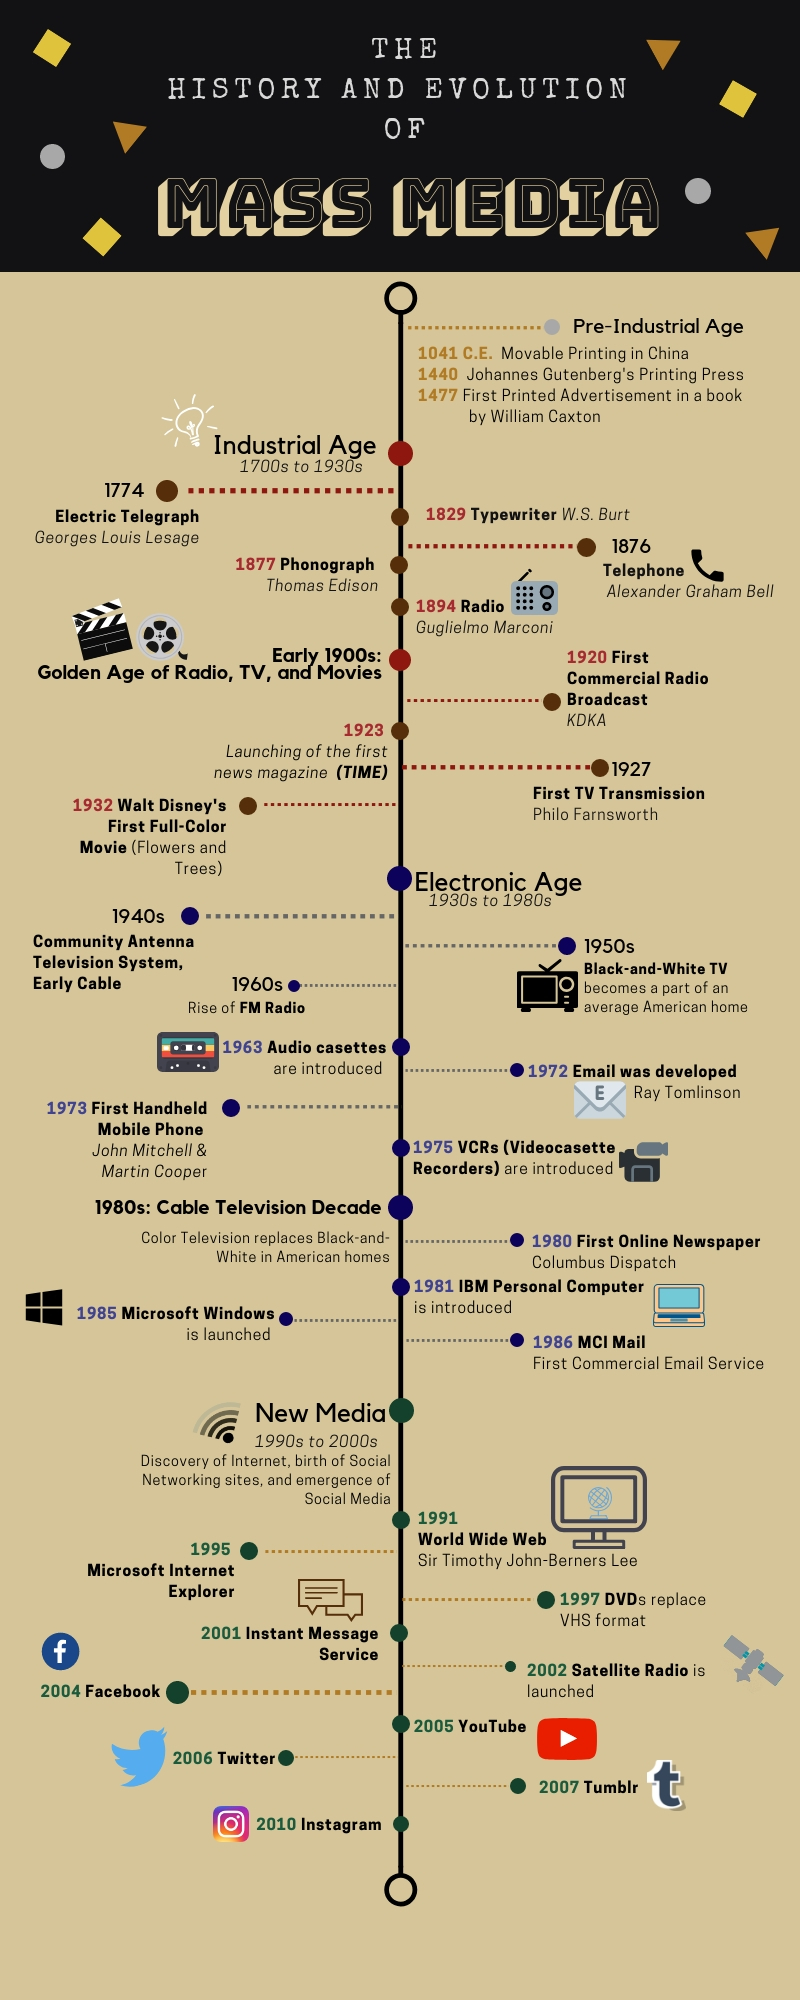 THE
HISTORY AND EVOLUTION
OF
MASS MEDIA
Pre-Industrial Age
1041 C.E. Movable Printing in China
1440 Johannes Gutenberg's Printing Press
1477 First Printed Advertisement in a book
by William Caxton
Industrial Age
1700s to 1930s
1774
Electric Telegraph
Georges Louis Lesage
1829 Typewriter W.S. Burt
1876
Telephone
Alexander Graham Bell
1877 Phonograph
Thomas Edison
1894 Radio
Guglielmo Marconi
Early 1900s:
Golden Age of Radio, TV, and Movies
1920 First
Commercial Radio
Broadcast
KDKA
1923
Launching of the first
news magazine (TIME)
1927
First TV Transmission
Philo Farnsworth
1932 Walt Disney's
First Full-Color
Movie (Flowers and
Trees)
Electronic Age
1930s to 1980s
1940s
Community Antenna
Television System,
Early Cable
1950s
Black-and-White TV
becomes a part of an
average American home
1960s
Rise of FM Radio
1963 Audio casettes
are introduced
1972 Email was developed
E
Ray Tomlinson
1973 First Handheld
Mobile Phone
John Mitchell &
Martin Cooper
1975 VCRs (Videocasette
Recorders) are introduced
1980s: Cable Television Decade
Color Television replaces Black-and-
White in American homes
1980 First Online Newspaper
Columbus Dispatch
1981 IBM Personal Computer
is introduced
1985 Microsoft Windows
is launched
1986 MCI Mail
First Commercial Email Service
New Media
1990s to 2000s
Discovery of Internet, birth of Social
Networking sites, and emergence of
Social Media
1991
World Wide Web
Sir Timothy John-Berners Lee
1995
Microsoft Internet
Explorer
1997 DVDs replace
VHS format
2001 Instant Message
Service
2002 Satellite Radio is
launched
f
2004 Facebook
2005 YouTube
2006 Twitter
2007 Tumblr
t
2010 Instagram